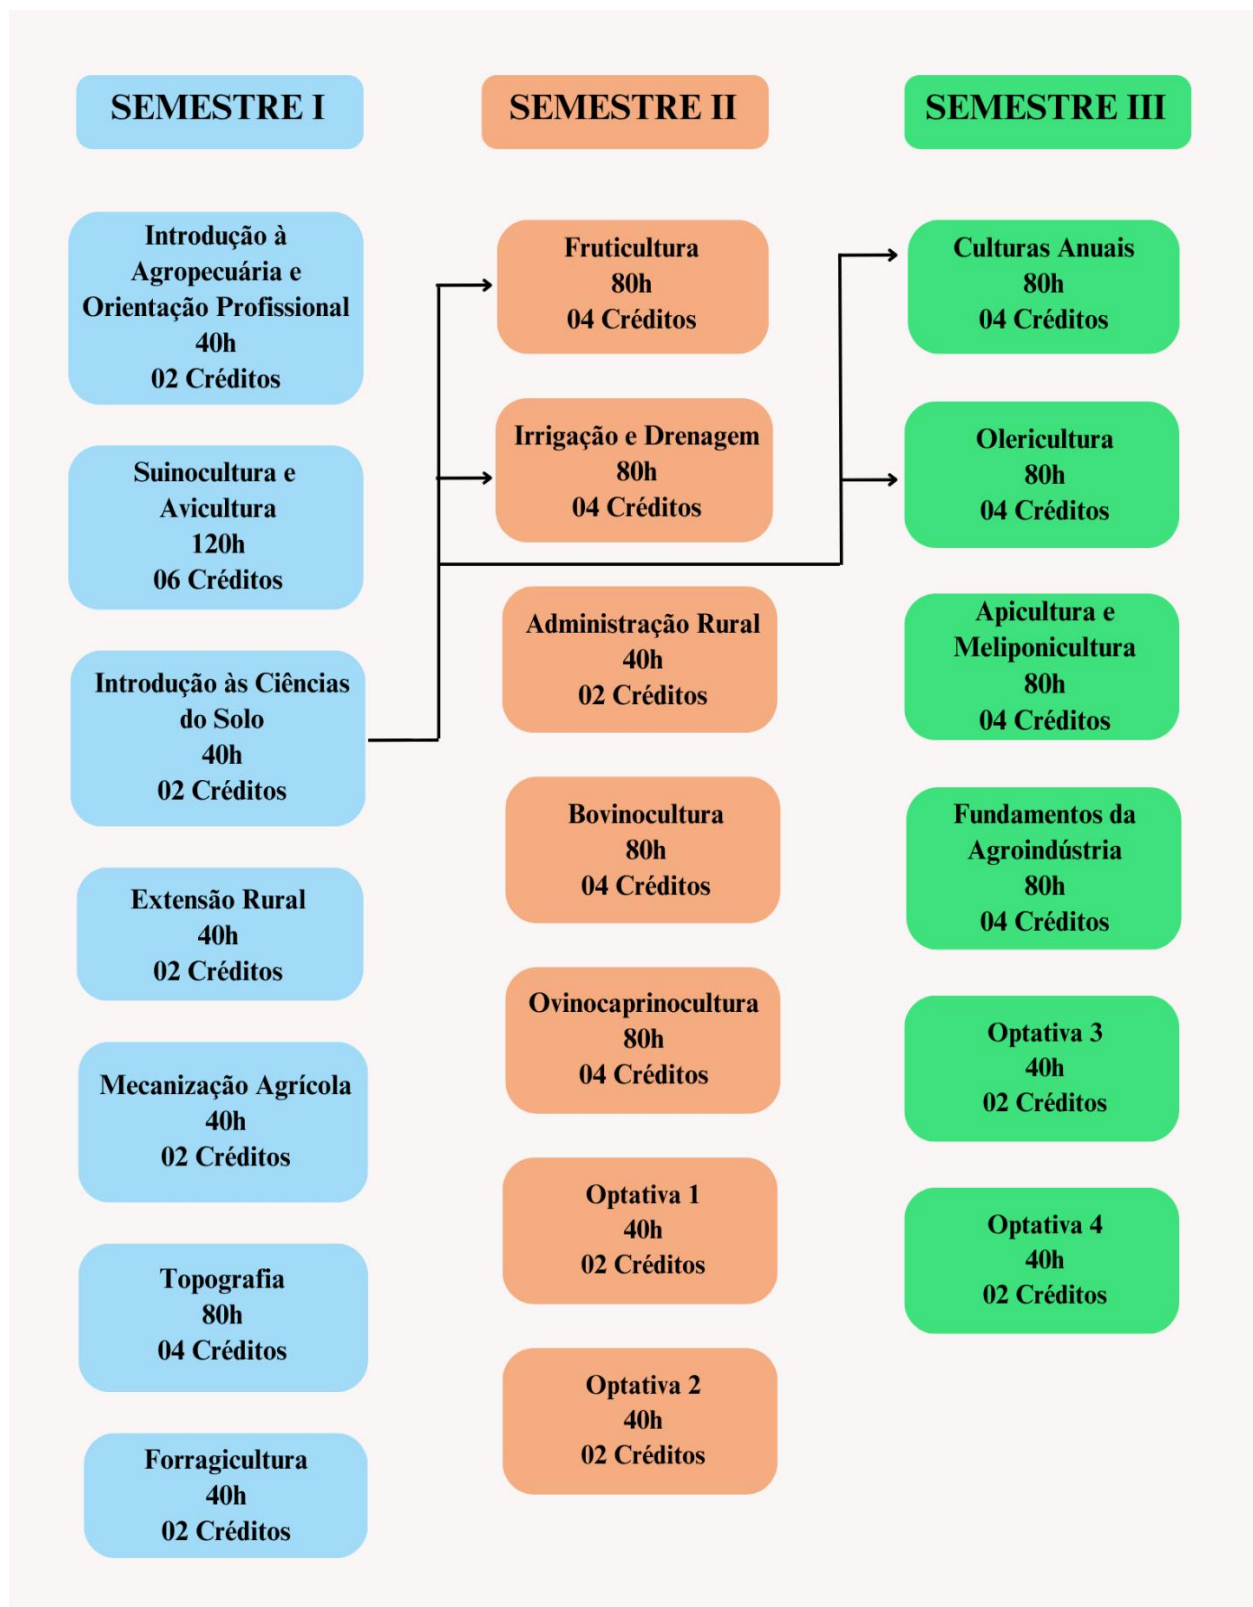 SEMESTRE I
Introdução à
Agropecuária e
Orientação Profissional
40h
02 Créditos
Suinocultura e
Avicultura
120h
06 Créditos
Introdução às Ciências
do Solo
40h
02 Créditos
Extensão Rural
40h
02 Créditos
Mecanização Agrícola
40h
02 Créditos
Topografia
80h
04 Créditos
Forragicultura
40h
02 Créditos
SEMESTRE II
Fruticultura
80h
04 Créditos
Irrigação e Drenagem
80h
04 Créditos
Administração Rural
40h
02 Créditos
Bovinocultura
80h
04 Créditos
Ovinocaprinocultura
80h
04 Créditos
Optativa 1
40h
02 Créditos
Optativa 2
40h
02 Créditos
SEMESTRE III
Culturas Anuais
80h
04 Créditos
Olericultura
80h
04 Créditos
Apicultura e
Meliponicultura
80h
04 Créditos
Fundamentos da
Agroindústria
80h
04 Créditos
Optativa 3
40h
02 Créditos
Optativa 4
40h
02 Créditos